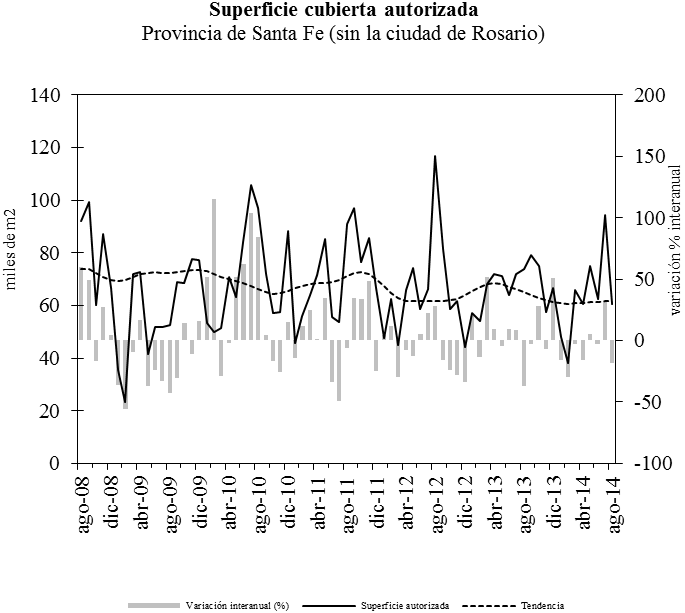 Superficie cubierta autorizada
Provincia de Santa Fe (sin la ciudad de Rosario)
miles de m2
140
120
100
80
60
40
20
0
200
150
100
50
0
-50
-100
variación % interanual
ago-08
dic-08
abr-09
ago-09
dic-09
abr-10
ago-10
dic-10
abr-11
ago-11
dic-11
abr-12
ago-12
dic-12
abr-13
ago-13
dic-13
abr-14
ago-14
Variación interanual (%) Superficie autorizada Tendencia